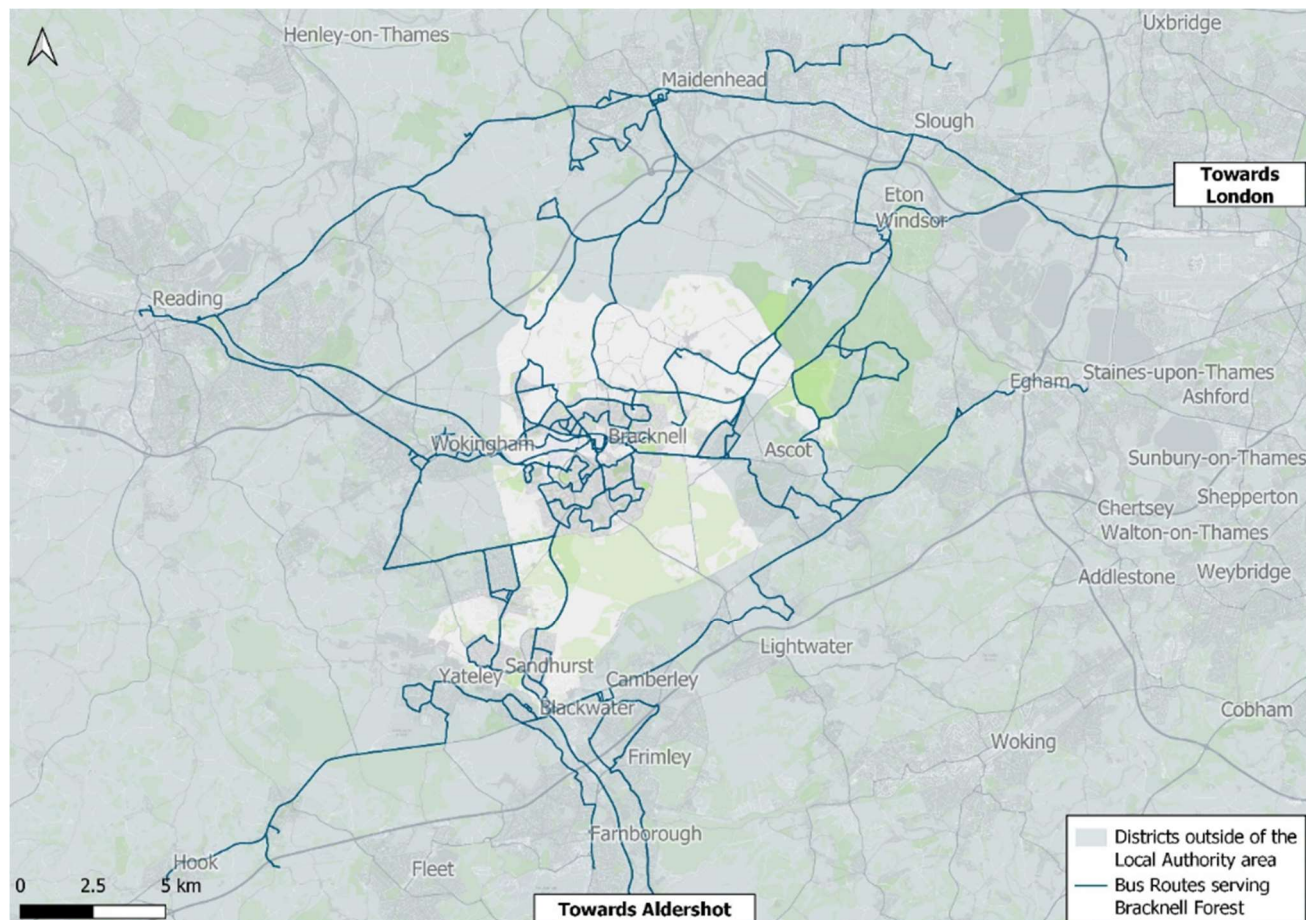 Henley-on-Thames
Uxbridge
Maidenhead
Slough
Towards
London
Eton
Windsor
Reading
Egham
Staines-upon-Thames
Ashford
Wokingham
Bracknell
Ascot
Sunbury-on-Thames
Shepperton
Chertsey
Walton-on-Thames
Addlestone
Weybridge
Lightwater
Sandhurst
Yateley
Camberley
Blackwater
Cobham
Woking
Frimley
Farnborough
Hook
Fleet
0 2.5 5 km
Towards Aldershot
Districts outside of the
Local Authority area
Bus Routes serving
Bracknell Forest